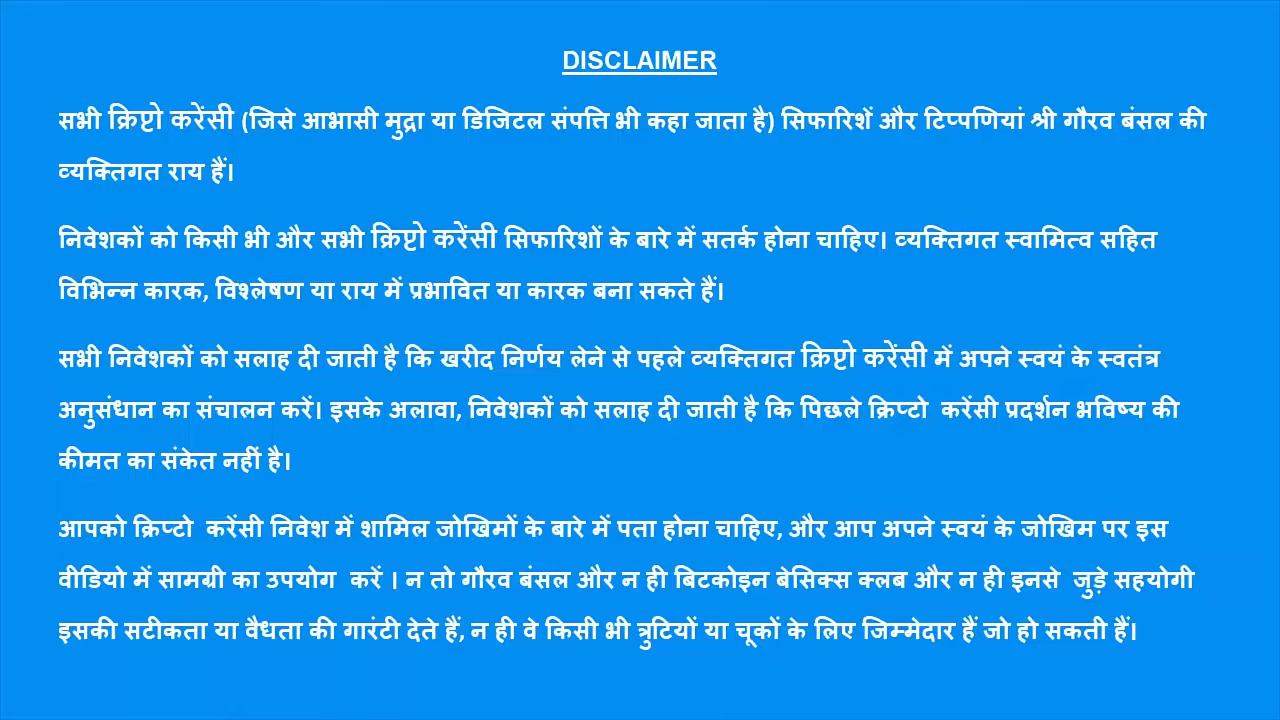 DISCLAIMER
सभी क्रिप्टो करेंसी (जिसे आभासी मुद्रा या डिजिटल संपत्ति भी कहा जाता है) सिफारिशें और टिप्पणियां श्री गौरव बंसल की
व्यक्तिगत राय हैं।
निवेशकों को किसी भी और सभी क्रिप्टो करेंसी सिफारिशों के बारे में सतर्क होना चाहिए। व्यक्तिगत स्वामित्व सहित
विभिन्न कारक, विश्लेषण या राय में प्रभावित या कारक बना सकते हैं।
सभी निवेशकों को सलाह दी जाती है कि खरीद निर्णय लेने से पहले व्यक्तिगत क्रिप्टो करेंसी में अपने स्वयं के स्वतंत्र
अनुसंधान का संचालन करें। इसके अलावा, निवेशकों को सलाह दी जाती है कि पिछले क्रिप्टो करेंसी प्रदर्शन भविष्य की
कीमत का संकेत नहीं है।
आपको क्रिप्टो करेंसी निवेश में शामिल जोखिमों के बारे में पता होना चाहिए, और आप अपने स्वयं के जोखिम पर इस
वीडियो में सामग्री का उपयोग करें । न तो गौरव बंसल और न ही बिटकोइन बेसिक्स क्लब और न ही इनसे जुड़े सहयोगी
इसकी सटीकता या वैधता की गारंटी देते हैं, न ही वे किसी भी त्रुटियों या चूकों के लिए जिम्मेदार हैं जो हो सकती हैं।